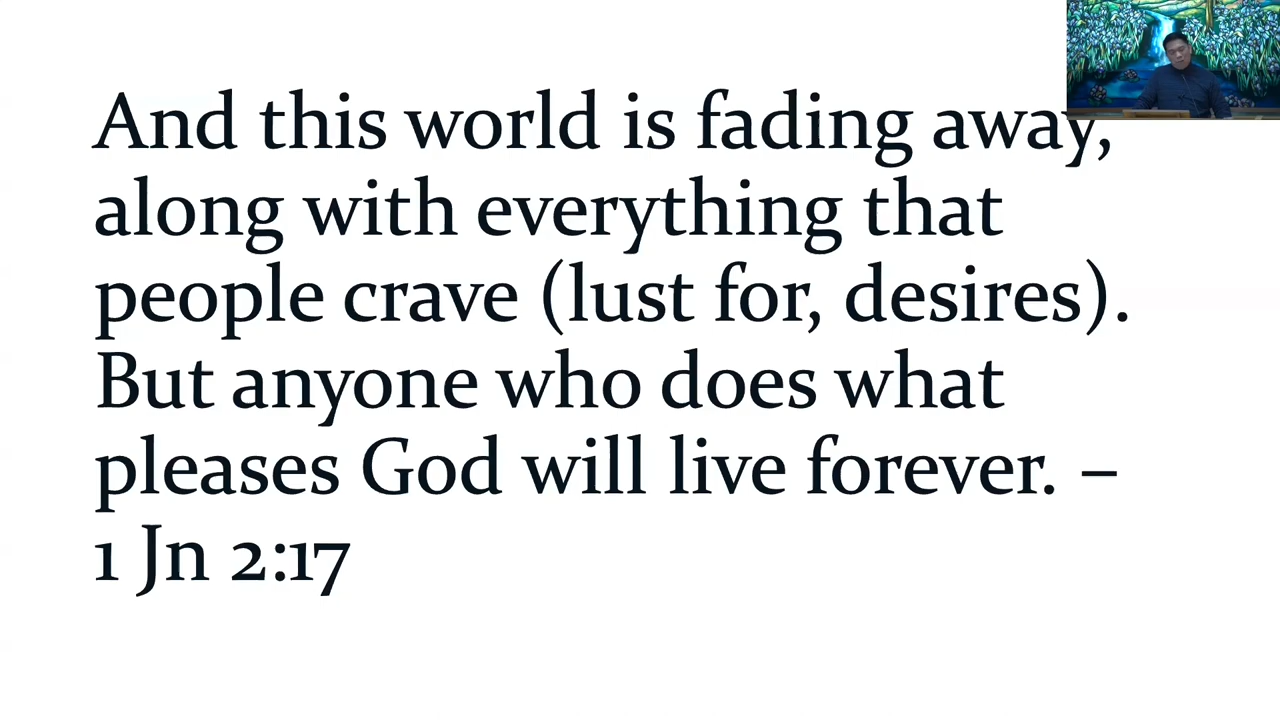 And this world is fading away,
along with everything that
people crave (lust for, desires).
But anyone who does what
pleases God will live forever. –
1 Jn 2:17